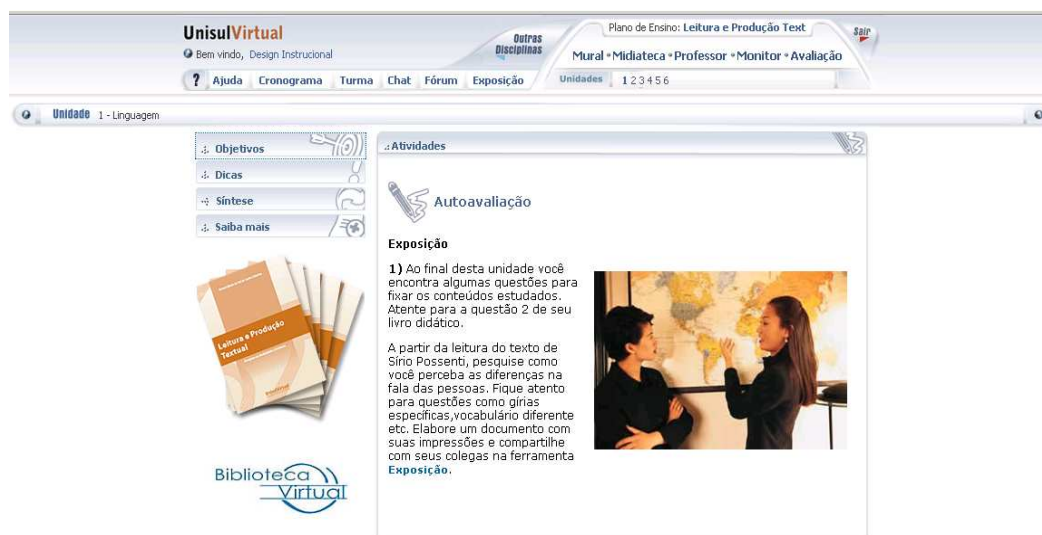 UnisulVirtual
Bem vindo, Design Instrucional
Outras
Disciplinas
Plano de Ensino: Leitura e Produção Text
Sair
Mural Midiateca Professor Monitor Avaliação
? Ajuda Cronograma Turma Chat Fórum Exposição
Unidades 1 2 3 4 5 6
Unidade 1 - Linguagem
.:. Objetivos
.:. Dicas
Síntese
.:. Saiba mais
.: Atividades
Autoavaliação
Exposição
1) Ao final desta unidade você
encontra algumas questões para
fixar os conteúdos estudados.
Atente para a questão 2 de seu
livro didático.
A partir da leitura do texto de
Sírio Possenti, pesquise como
você perceba as diferenças na
fala das pessoas. Fique atento
para questões como gírias
específicas,vocabulário diferente
etc. Elabore um documento com
suas impressões e compartilhe
com seus colegas na ferramenta
Exposição.
Leitura e Produção
Textual
Biblioteca
Virtual